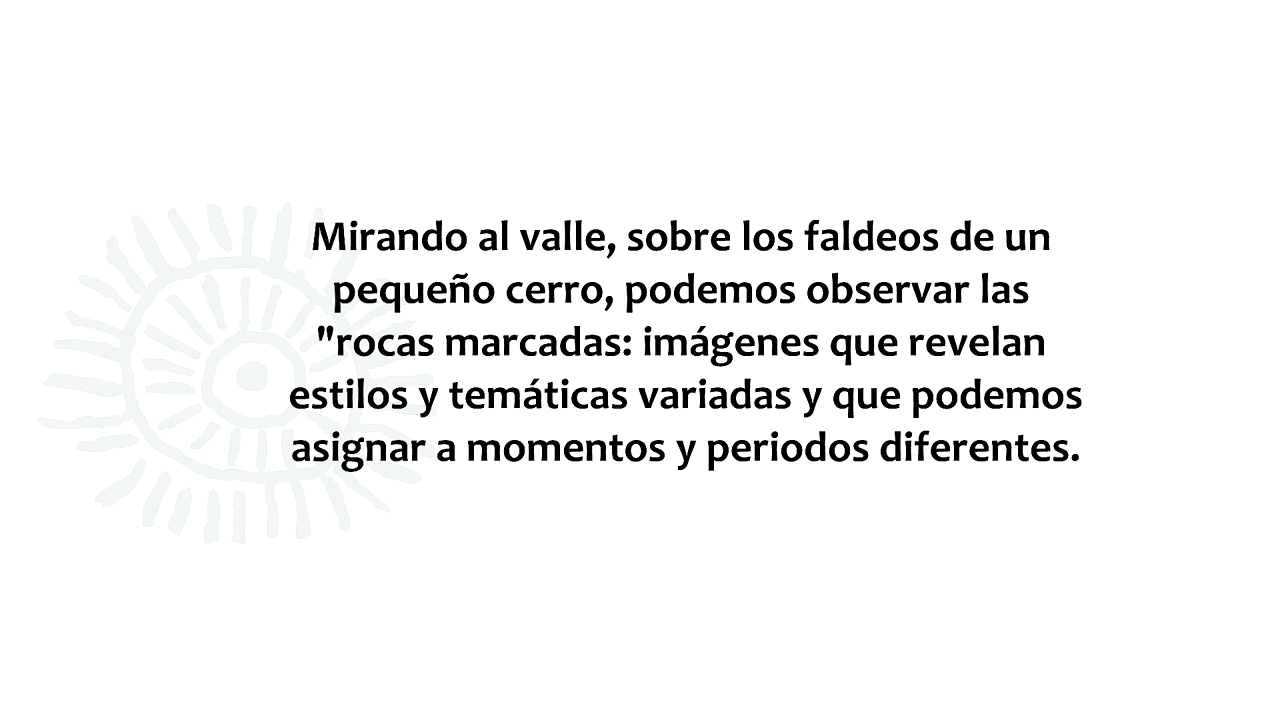 Mirando al valle, sobre los faldeos de un
pequeño cerro, podemos observar las
"rocas marcadas: imágenes que revelan
estilos y temáticas variadas y que podemos
asignar a momentos y periodos diferentes.